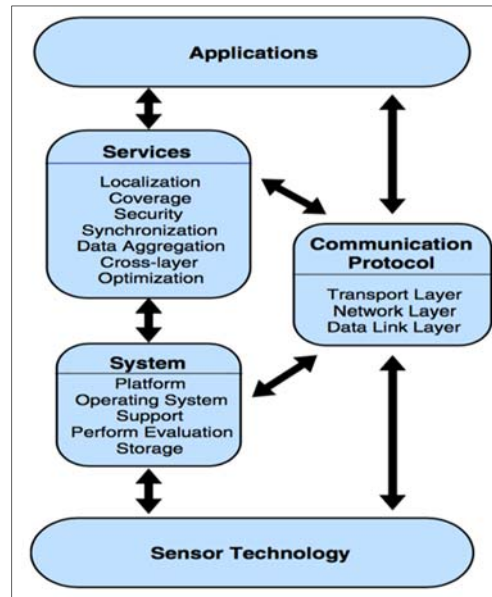 Applications
Services
Localization
Coverage
Security
Synchronization
Data Aggregation
Cross-layer
Optimization
Communication
Protocol
Transport Layer
Network Layer
Data Link Layer
System
Platform
Operating System
Support
Perform Evaluation
Storage
Sensor Technology